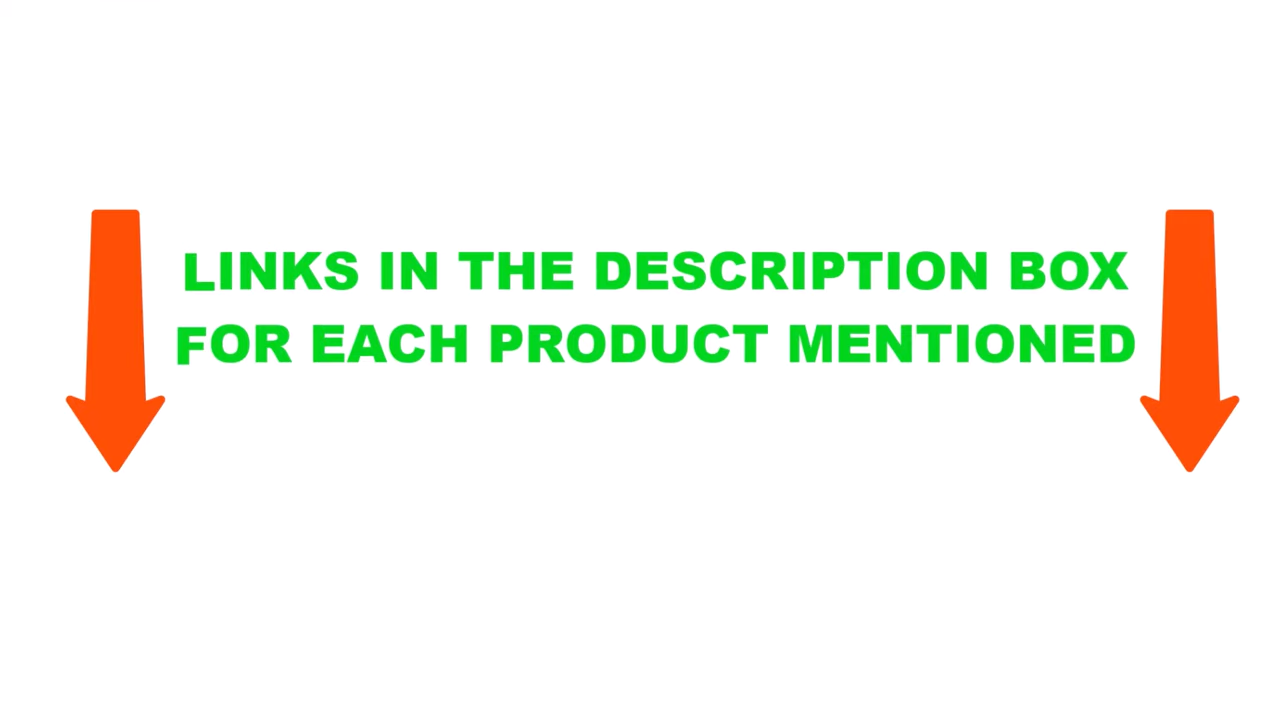 LINKS IN THE DESCRIPTION BOX
FOR EACH PRODUCT MENTIONED